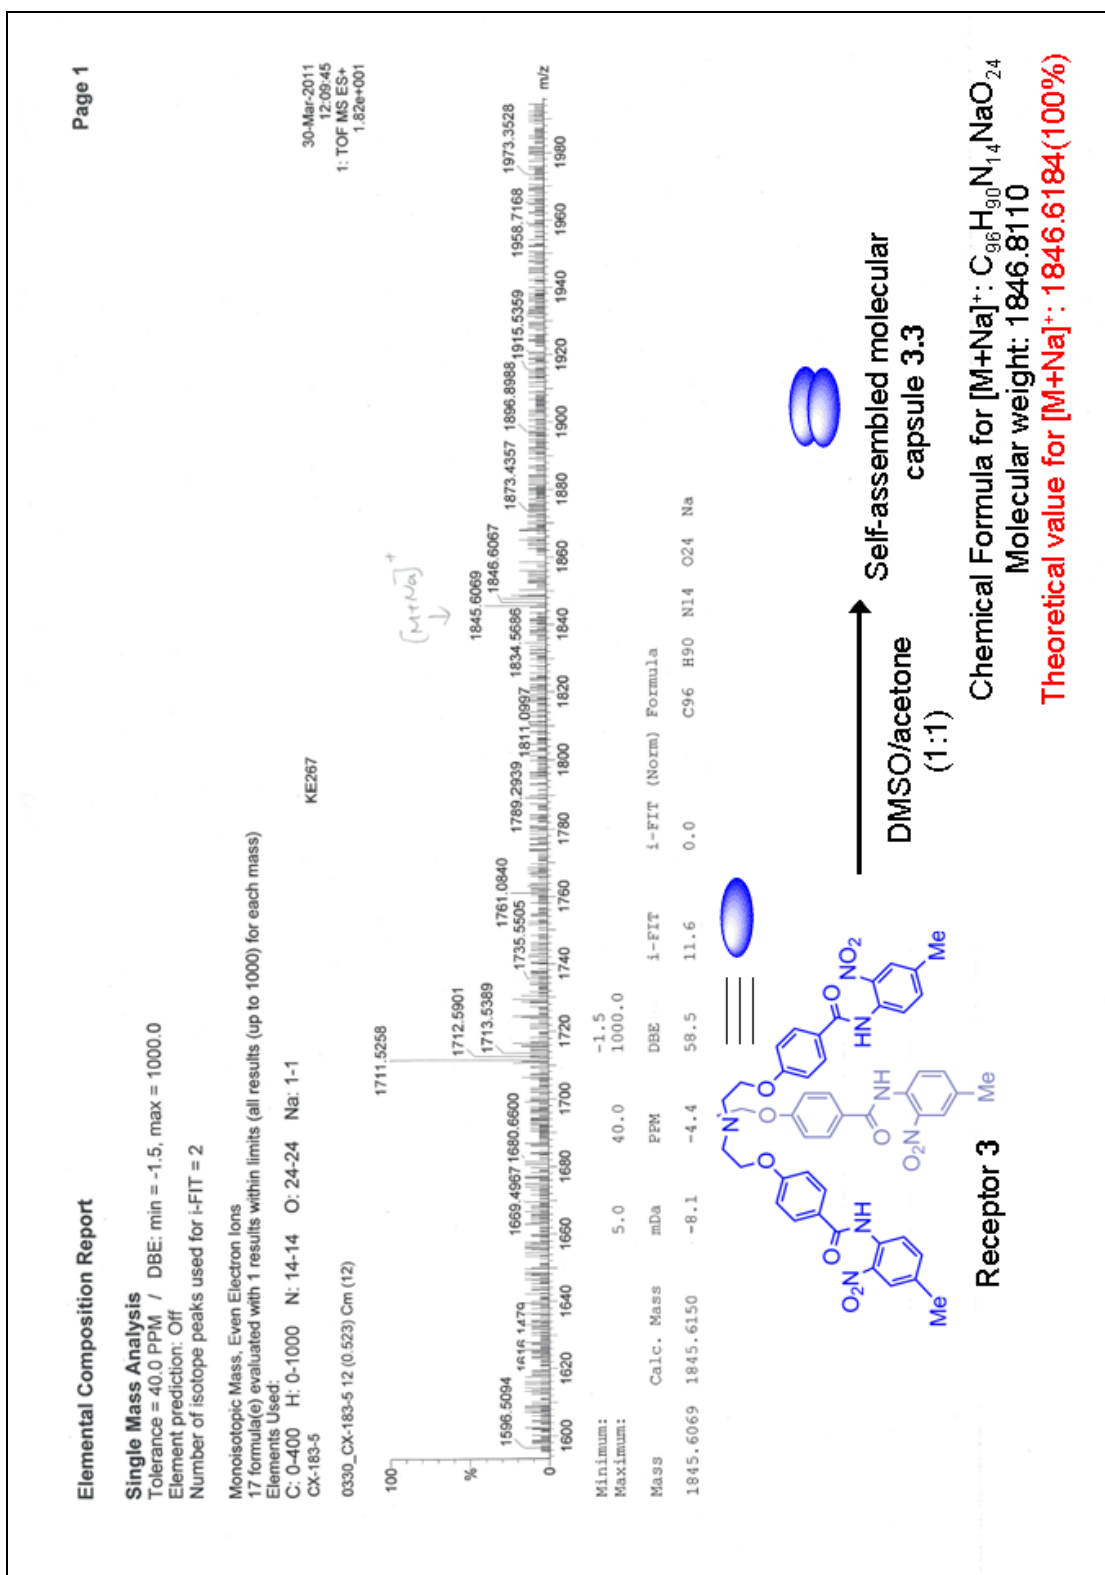 Elemental Composition Report
Page 1
Single Mass Analysis
Tolerance = 40.0 PPM / DBE: min = -1.5, max = 1000.0
Element prediction: Off
Number of isotope peaks used for i-FIT = 2
Monoisotopic Mass, Even Electron Ions
17 formula(e) evaluated with 1 results within limits (all results (up to 1000) for each mass)
Elements Used:
C: 0-400 H: 0-1000 N: 14-14 O: 24-24 Na: 1-1
CX-183-5
KE267
30-Mar-2011
12:09:45
0330_CX-183-5 12 (0.523) Cm (12)
1: TOF MS ES+
1.82e+001
100
%
0
1711.5258
1712.5901
1713.5389
[M+Na]+
1845.6069
1846.6067
1596.5094
1669.4967
1680.6600
1735.5505
1761.0840
1789.2939
1811.0997
1834.5686
1873.4357
1896.8988
1915.5359
1958.7168
1973.3528
1600 1620 1640 1660 1680 1700 1720 1740 1760 1780 1800 1820 1840 1860 1880 1900 1920 1940 1960 1980
m/z
Minimum: -1.5
Maximum: 5.0 40.0 1000.0
Mass Calc. Mass mDa PPM DBE i-FIT i-FIT (Norm) Formula
1845.6069 1845.6150 -8.1 -4.4 58.5 11.6 0.0 C96 H90 N14 O24 Na
N
O
O
O
O
NH
O2N
Me
O
NH
O2N
Me
O
HN
NO2
Me
Receptor 3
DMSO/acetone
(1:1)
Self-assembled molecular
capsule 3.3
Chemical Formula for [M+Na]+: C96H90N14NaO24
Molecular weight: 1846.8110
Theoretical value for [M+Na]+: 1846.6184(100%)